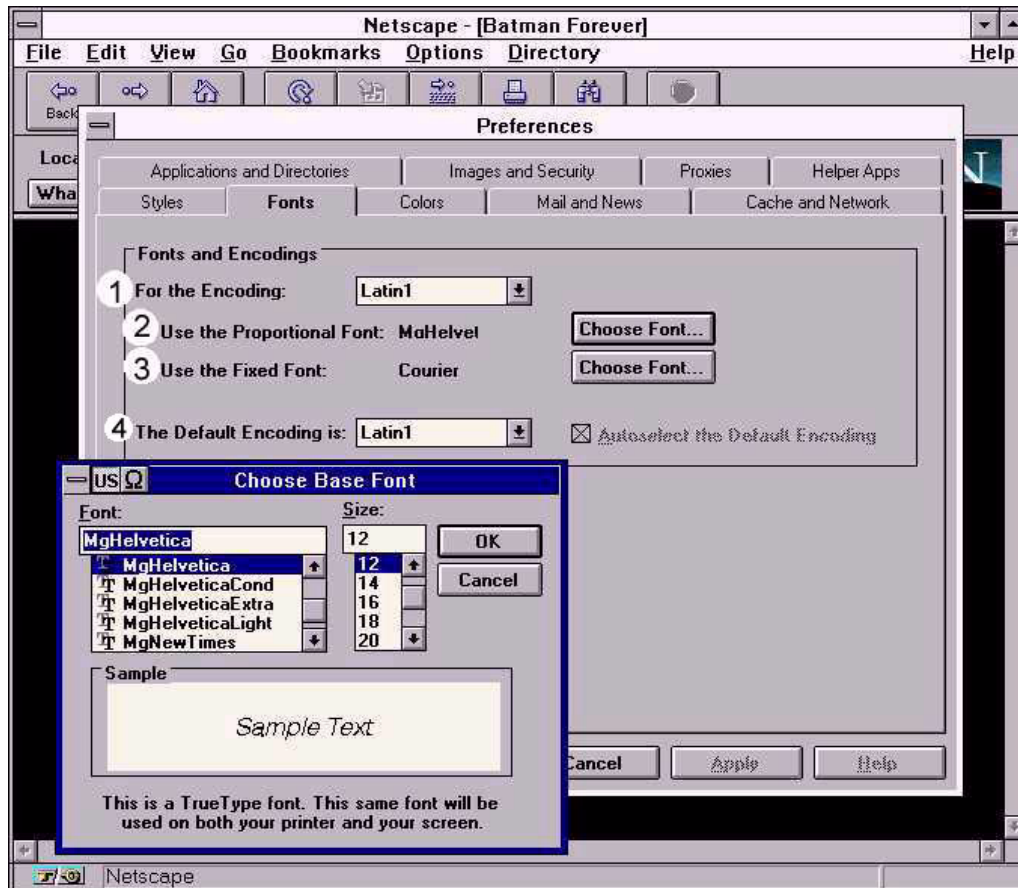 Netscape - [Batman Forever]
File Edit View Go Bookmarks Options Directory Help
Back
Preferences
Loca
N
Wha
Applications and Directories Images and Security Proxies Helper Apps
Styles Fonts Colors Mail and News Cache and Network
Fonts and Encodings
1 For the Encoding: Latin1
2 Use the Proportional Font: MgHelvet Choose Font...
3 Use the Fixed Font: Courier Choose Font...
4 The Default Encoding is: Latin1 Autoselect the Default Encoding
US Ω Choose Base Font
Font: Size:
MgHelvetica 12 OK
MgHelvetica 12
MgHelveticaCond 14 Cancel
MgHelveticaExtra 16
MgHelveticaLight 18
MgNewTimes 20
Sample
Sample Text
This is a TrueType font. This same font will be
used on both your printer and your screen.
Cancel Apply Help
Netscape